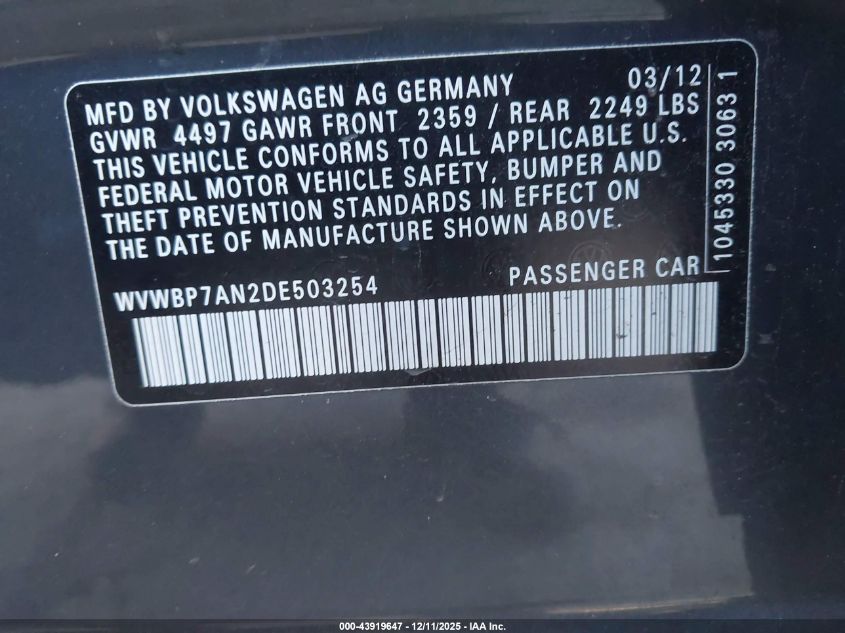 MFD BY VOLKSWAGEN AG GERMANY 03/12
GVWR 4497 GAWR FRONT 2359 / REAR 2249 LBS
THIS VEHICLE CONFORMS TO ALL APPLICABLE U.S.
FEDERAL MOTOR VEHICLE SAFETY, BUMPER AND
THEFT PREVENTION STANDARDS IN EFFECT ON
THE DATE OF MANUFACTURE SHOWN ABOVE.
WVWBP7AN2DE503254 PASSENGER CAR
1045330 3063 1
000-43919647 - 12/11/2025 - IAA Inc.